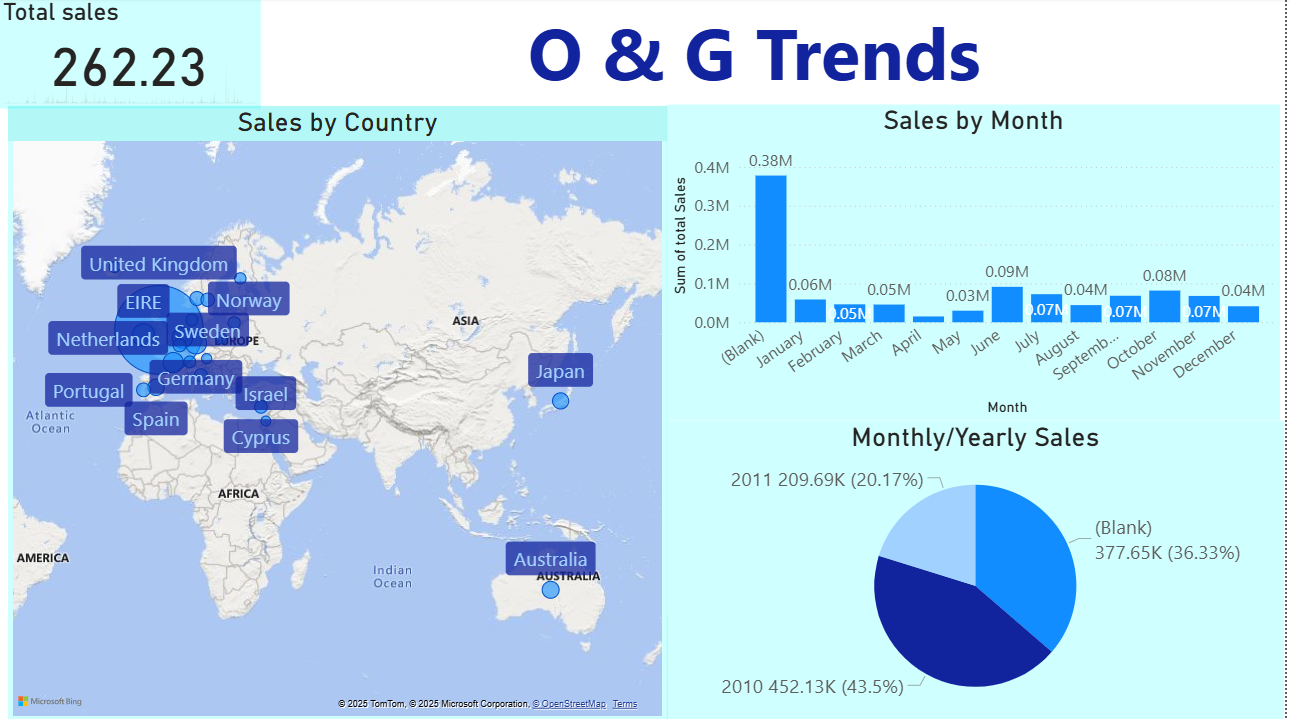 Total sales
262.23
O & G Trends
Sales by Country
United Kingdom
EIRE
Norway
Netherlands
Sweden
EUROPE
ASIA
Germany
Portugal
Israel
Japan
Atlantic
Ocean
Spain
Cyprus
AFRICA
AMERICA
Indian
Ocean
Australia
AUSTRALIA
Microsoft Bing
© 2025 TomTom, © 2025 Microsoft Corporation, © OpenStreetMap Terms
Sales by Month
Sum of total Sales
0.4M
0.3M
0.2M
0.1M
0.0M
0.38M
0.06M
0.05M
0.05M
0.03M
0.09M
0.07M
0.04M
0.07M
0.08M
0.07M
0.04M
(Blank)
January
February
March
April
May
June
July
August
Septemb...
October
November
December
Month
Monthly/Yearly Sales
2011 209.69K (20.17%)
(Blank)
377.65K (36.33%)
2010 452.13K (43.5%)